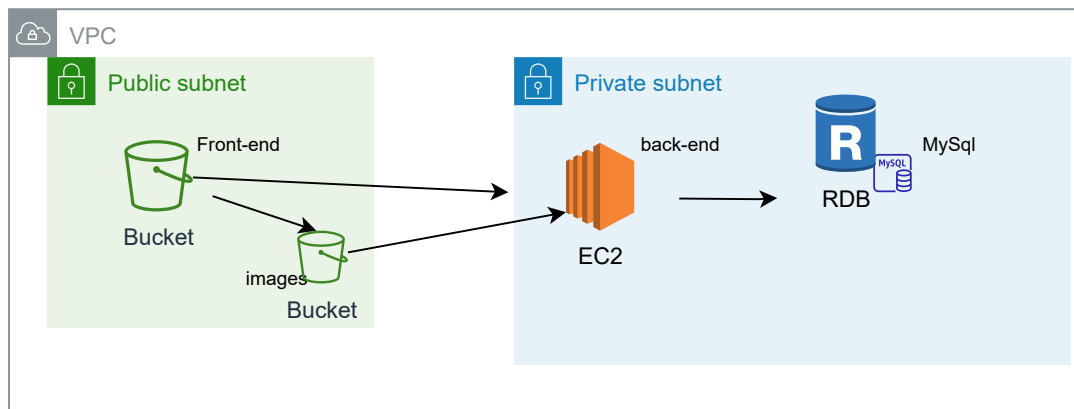 VPC
Public subnet
Private subnet
Front-end
back-end
R
MySql
MySQL
RDB
Bucket
EC2
images
Bucket